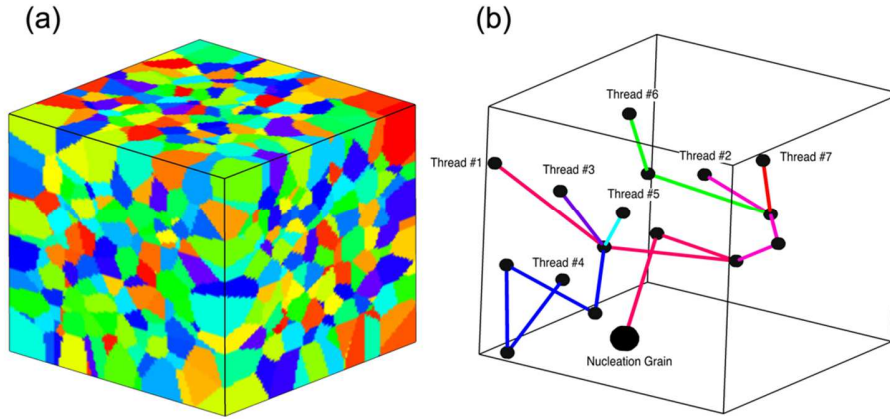 (a)
(b)
Thread #6
Thread #1
Thread #3
Thread #2
Thread #7
Thread #5
Thread #4
Nucleation Grain